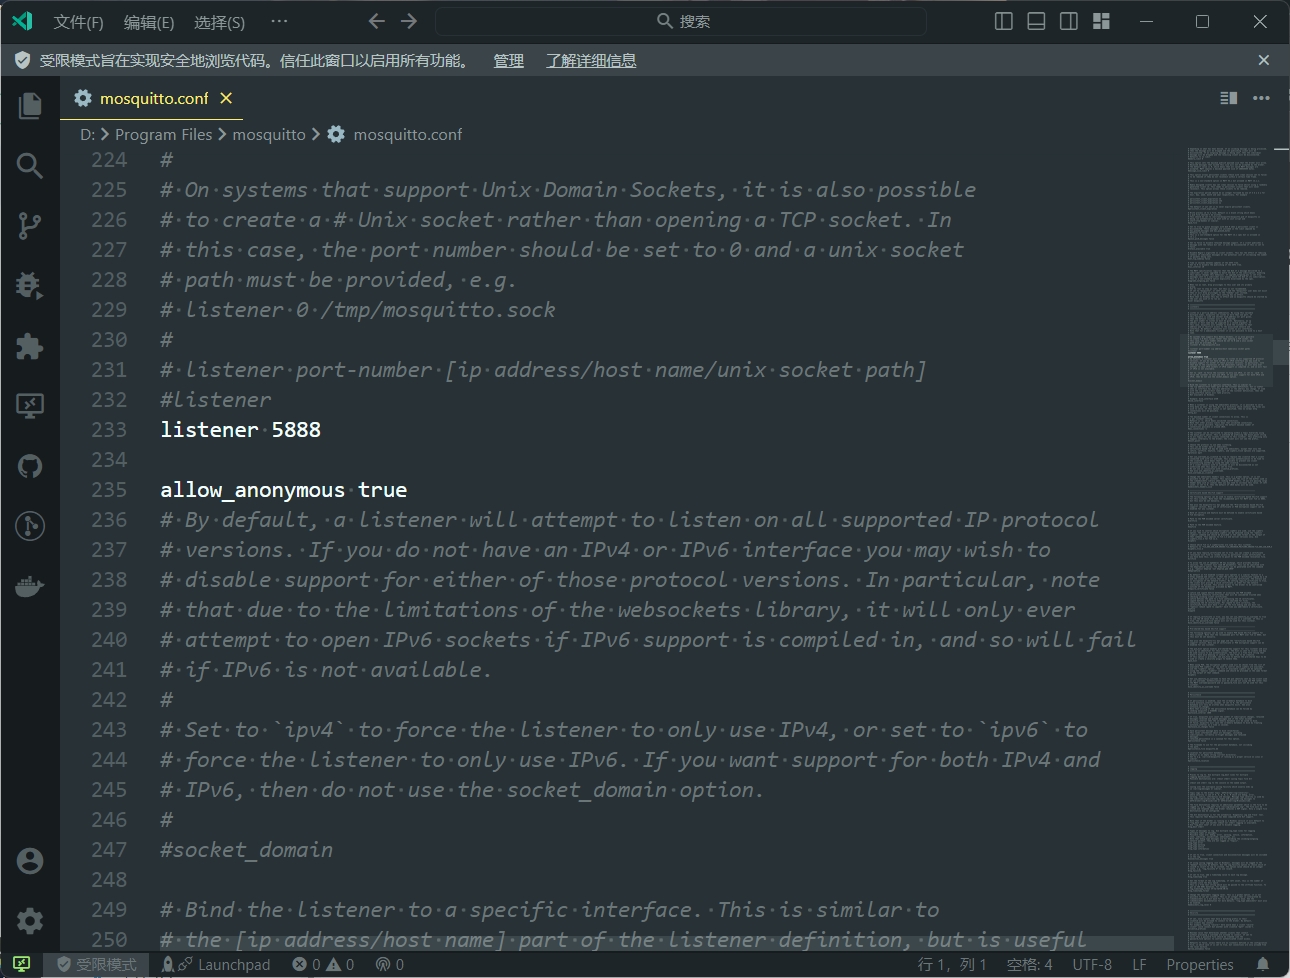 文件(F) 编辑(E) 选择(S) ··· 搜索
受限模式旨在实现安全地浏览代码。信任此窗口以启用所有功能。 管理 了解详细信息
mosquitto.conf
D: > Program Files > mosquitto > mosquitto.conf
224 #
225 # On systems that support Unix Domain Sockets, it is also possible
226 # to create a # Unix socket rather than opening a TCP socket. In
227 # this case, the port number should be set to 0 and a unix socket
228 # path must be provided, e.g.
229 # listener 0 /tmp/mosquitto.sock
230 #
231 # listener port-number [ip address/host name/unix socket path]
232 #listener
233 listener 5888
234
235 allow_anonymous true
236 # By default, a listener will attempt to listen on all supported IP protocol
237 # versions. If you do not have an IPv4 or IPv6 interface you may wish to
238 # disable support for either of those protocol versions. In particular, note
239 # that due to the limitations of the websockets library, it will only ever
240 # attempt to open IPv6 sockets if IPv6 support is compiled in, and so will fail
241 # if IPv6 is not available.
242 #
243 # Set to `ipv4` to force the listener to only use IPv4, or set to `ipv6` to
244 # force the listener to only use IPv6. If you want support for both IPv4 and
245 # IPv6, then do not use the socket_domain option.
246 #
247 #socket_domain
248
249 # Bind the listener to a specific interface. This is similar to
250 # the [ip address/host name] part of the listener definition, but is useful
受限模式 Launchpad 0 0 0 行 1，列 1 空格: 4 UTF-8 LF Properties